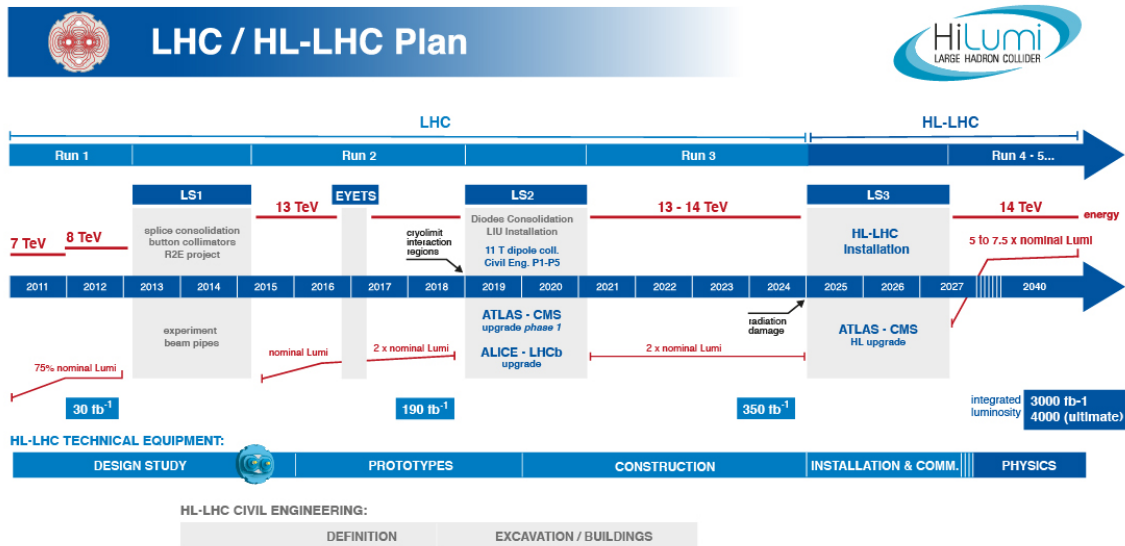 LHC / HL-LHC Plan
HiLumi
LARGE HADRON COLLIDER
LHC
HL-LHC
Run 1
Run 2
Run 3
Run 4 - 5...
LS1
EYETS
LS2
LS3
13 TeV
13 - 14 TeV
14 TeV
energy
splice consolidation
button collimators
R2E project
Diodes Consolidation
LIU Installation
11 T dipole coll.
Civil Eng. P1-P5
cryolimit
interaction
regions
HL-LHC
Installation
7 TeV
8 TeV
5 to 7.5 x nominal Lumi
2011
2012
2013
2014
2015
2016
2017
2018
2019
2020
2021
2022
2023
2024
2025
2026
2027
2040
experiment
beam pipes
ATLAS - CMS
upgrade phase 1
ALICE - LHCb
upgrade
radiation
damage
ATLAS - CMS
HL upgrade
75% nominal Lumi
nominal Lumi
2 x nominal Lumi
2 x nominal Lumi
30 fb-1
190 fb-1
350 fb-1
integrated
luminosity
3000 fb-1
4000 (ultimate)
HL-LHC TECHNICAL EQUIPMENT:
DESIGN STUDY
PROTOTYPES
CONSTRUCTION
INSTALLATION & COMM.
PHYSICS
HL-LHC CIVIL ENGINEERING:
DEFINITION
EXCAVATION / BUILDINGS